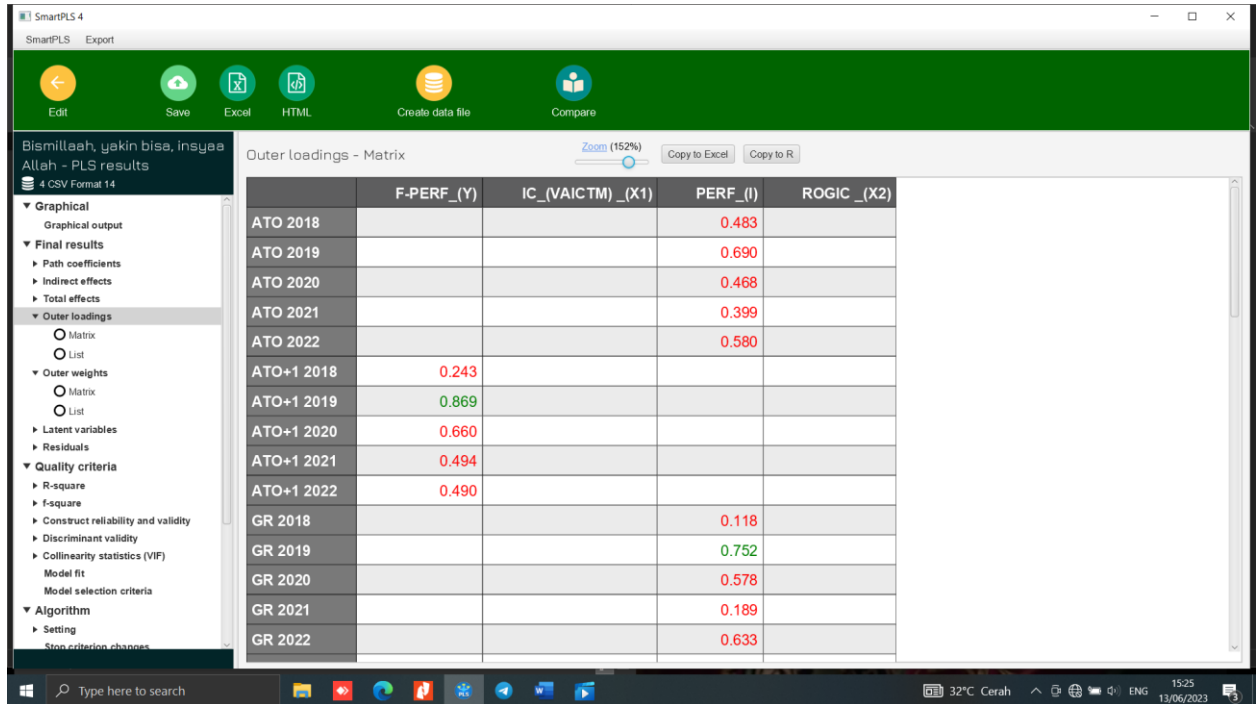 SmartPLS 4
SmartPLS Export
Edit Save Excel HTML Create data file Compare
Bismillaah, yakin bisa, insyaa
Allah - PLS results
4 CSV Format 14
Graphical
Graphical output
Final results
Path coefficients
Indirect effects
Total effects
Outer loadings
Matrix
List
Outer weights
Matrix
List
Latent variables
Residuals
Quality criteria
R-square
f-square
Construct reliability and validity
Discriminant validity
Collinearity statistics (VIF)
Model fit
Model selection criteria
Algorithm
Setting
Stop criterion changes
Outer loadings - Matrix Zoom (152%) Copy to Excel Copy to R
F-PERF_(Y) IC_(VAICTM) _(X1) PERF_(I) ROGIC _(X2)
ATO 2018 0.483
ATO 2019 0.690
ATO 2020 0.468
ATO 2021 0.399
ATO 2022 0.580
ATO+1 2018 0.243
ATO+1 2019 0.869
ATO+1 2020 0.660
ATO+1 2021 0.494
ATO+1 2022 0.490
GR 2018 0.118
GR 2019 0.752
GR 2020 0.578
GR 2021 0.189
GR 2022 0.633
Type here to search
PLS
32°C Cerah
ENG
15:25
13/06/2023
3